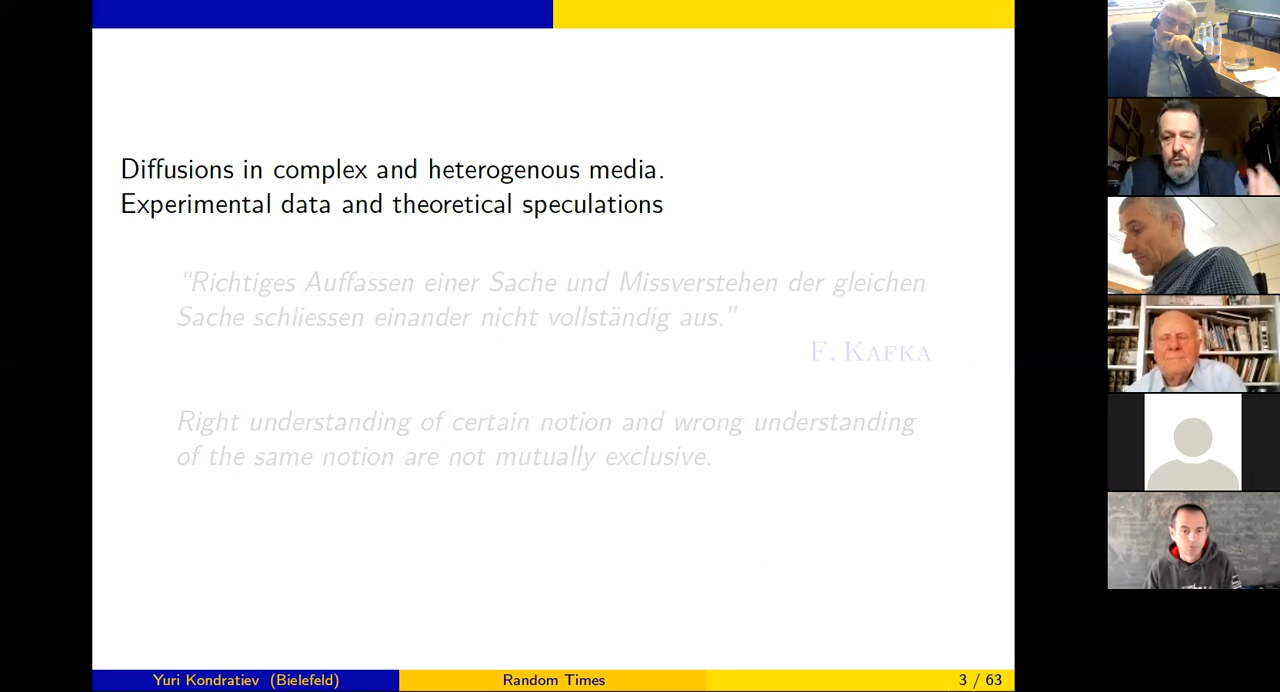 Diffusions in complex and heterogenous media.
Experimental data and theoretical speculations
“Richtiges Auffassen einer Sache und Missverstehen der gleichen
Sache schliessen einander nicht vollständig aus.”
F. Kafka
Right understanding of certain notion and wrong understanding
of the same notion are not mutually exclusive.
Yuri Kondratiev (Bielefeld)
Random Times
3 / 63